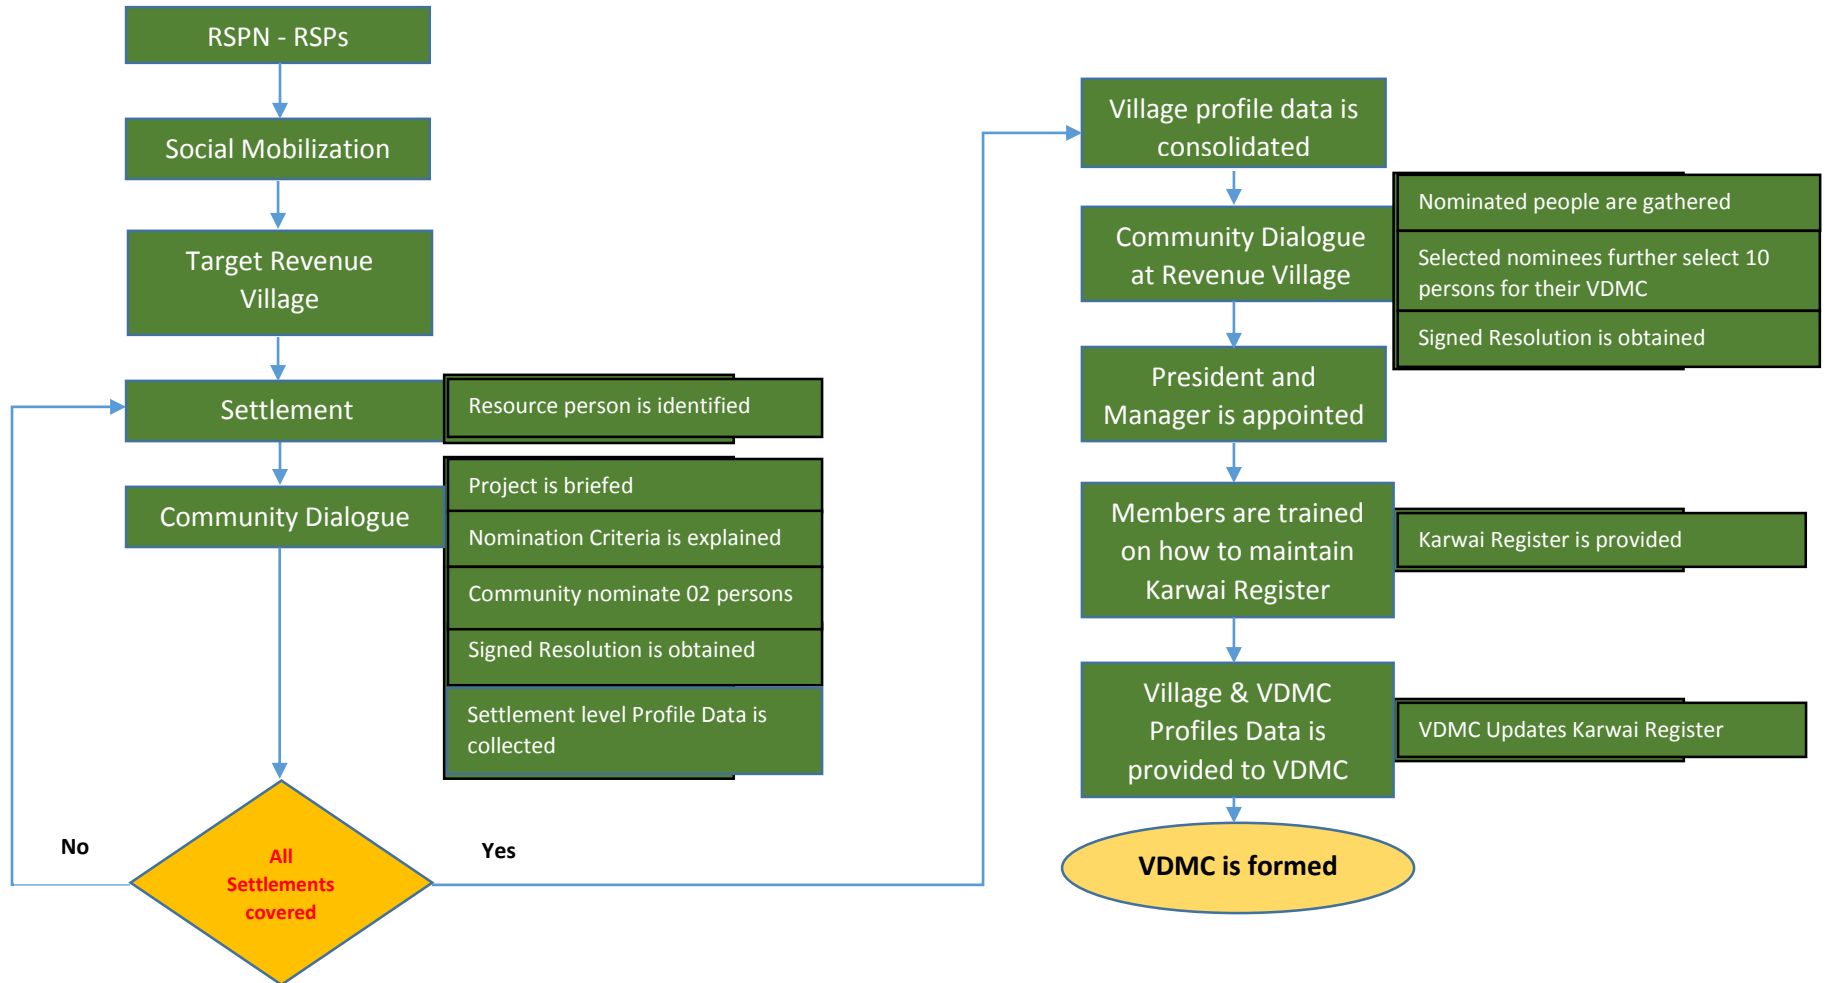 RSPN - RSPs
Social Mobilization
Target Revenue
Village
Settlement
Resource person is identified
Community Dialogue
Project is briefed
Nomination Criteria is explained
Community nominate 02 persons
Signed Resolution is obtained
Settlement level Profile Data is
collected
No
All
Settlements
covered
Yes
Village profile data is
consolidated
Community Dialogue
at Revenue Village
Nominated people are gathered
Selected nominees further select 10
persons for their VDMC
Signed Resolution is obtained
President and
Manager is appointed
Members are trained
on how to maintain
Karwai Register
Karwai Register is provided
Village & VDMC
Profiles Data is
provided to VDMC
VDMC Updates Karwai Register
VDMC is formed